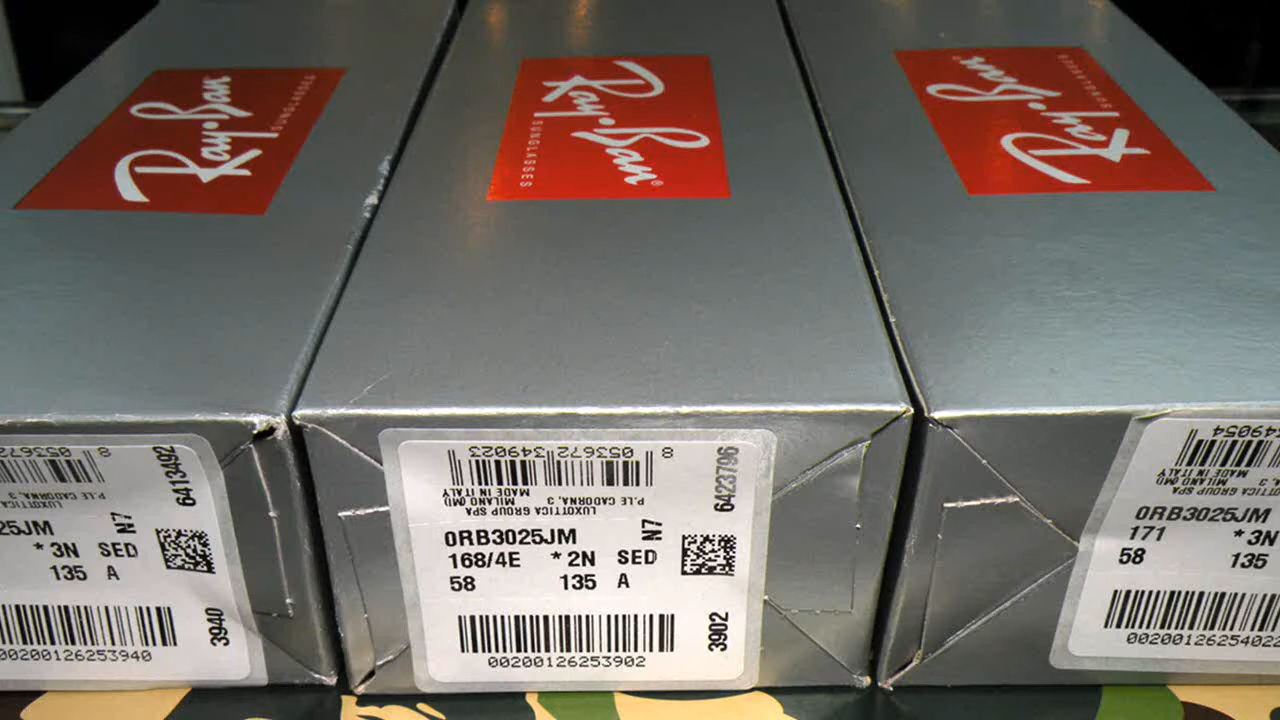 Ray-Ban
SUNGLASSES
Ray-Ban®
SUNGLASSES
Ray-Ban
SUNGLASSES
8 053672
P.LE CADORNA, 3
LUXOTTICA
6413492
25JM
N7
*3N SED
135 A
3940
00200126253940
8 053672 349023
P.LE CADORNA, 3
MILANO (MI)
MADE IN ITALY
LUXOTTICA GROUP SPA
6423796
0RB3025JM
N7
168/4E *2N SED
58 135 A
3902
00200126253902
349054
MADE IN ITALY
MILANO (MI)
LUXOTTICA GROUP SPA
0RB3025JM
171 *3N
58 135
0020012625402